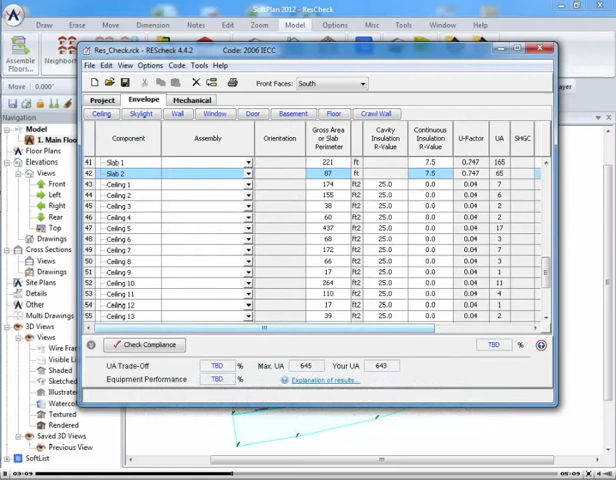 SoftPlan 2012 - ResCheck
Draw Erase Move Dimension Notation Zoom Model Options Misc Tools Window Help
Assemble Floors...
Move 0.000°
Navigation
Model
1. Main Floo
Floor Plans
Elevations
Views
Front
Left
Right
Rear
Top
Drawings
Cross Sections
Views
Drawings
Site Plans
Details
Other
Multi Drawings
3D Views
Views
Wire Fram
Visible Li
Shaded
Sketched
Illustrate
Waterco
Textured
Rendered
Saved 3D Views
Previous View
SoftList
Res_Check.rck - REScheck 4.4.2 Code: 2006 IECC
File Edit View Options Code Tools Help
Front Faces: South
Project Envelope Mechanical
Ceiling Skylight Wall Window Door Basement Floor Crawl Wall
Component Assembly Orientation Gross Area or Slab Perimeter Cavity Insulation R-Value Continuous Insulation R-Value U-Factor UA SHGC
41 Slab 1 221 ft 7.5 0.747 165
42 Slab 2 87 ft 7.5 0.747 65
43 Ceiling 1 174 ft2 25.0 0.0 0.04 7
44 Ceiling 2 155 ft2 25.0 0.0 0.04 6
45 Ceiling 3 38 ft2 25.0 0.0 0.04 2
46 Ceiling 4 60 ft2 25.0 0.0 0.04 2
47 Ceiling 5 437 ft2 25.0 0.0 0.04 17
48 Ceiling 6 68 ft2 25.0 0.0 0.04 3
49 Ceiling 7 172 ft2 25.0 0.0 0.04 7
50 Ceiling 8 66 ft2 25.0 0.0 0.04 3
51 Ceiling 9 17 ft2 25.0 0.0 0.04 1
52 Ceiling 10 264 ft2 25.0 0.0 0.04 11
53 Ceiling 11 110 ft2 25.0 0.0 0.04 4
54 Ceiling 12 17 ft2 25.0 0.0 0.04 1
55 Ceiling 13 39 ft2 25.0 0.0 0.04 2
Check Compliance TBD %
UA Trade-Off TBD % Max. UA 645 Your UA 643
Equipment Performance TBD % Explanation of results...
03:09 05:09